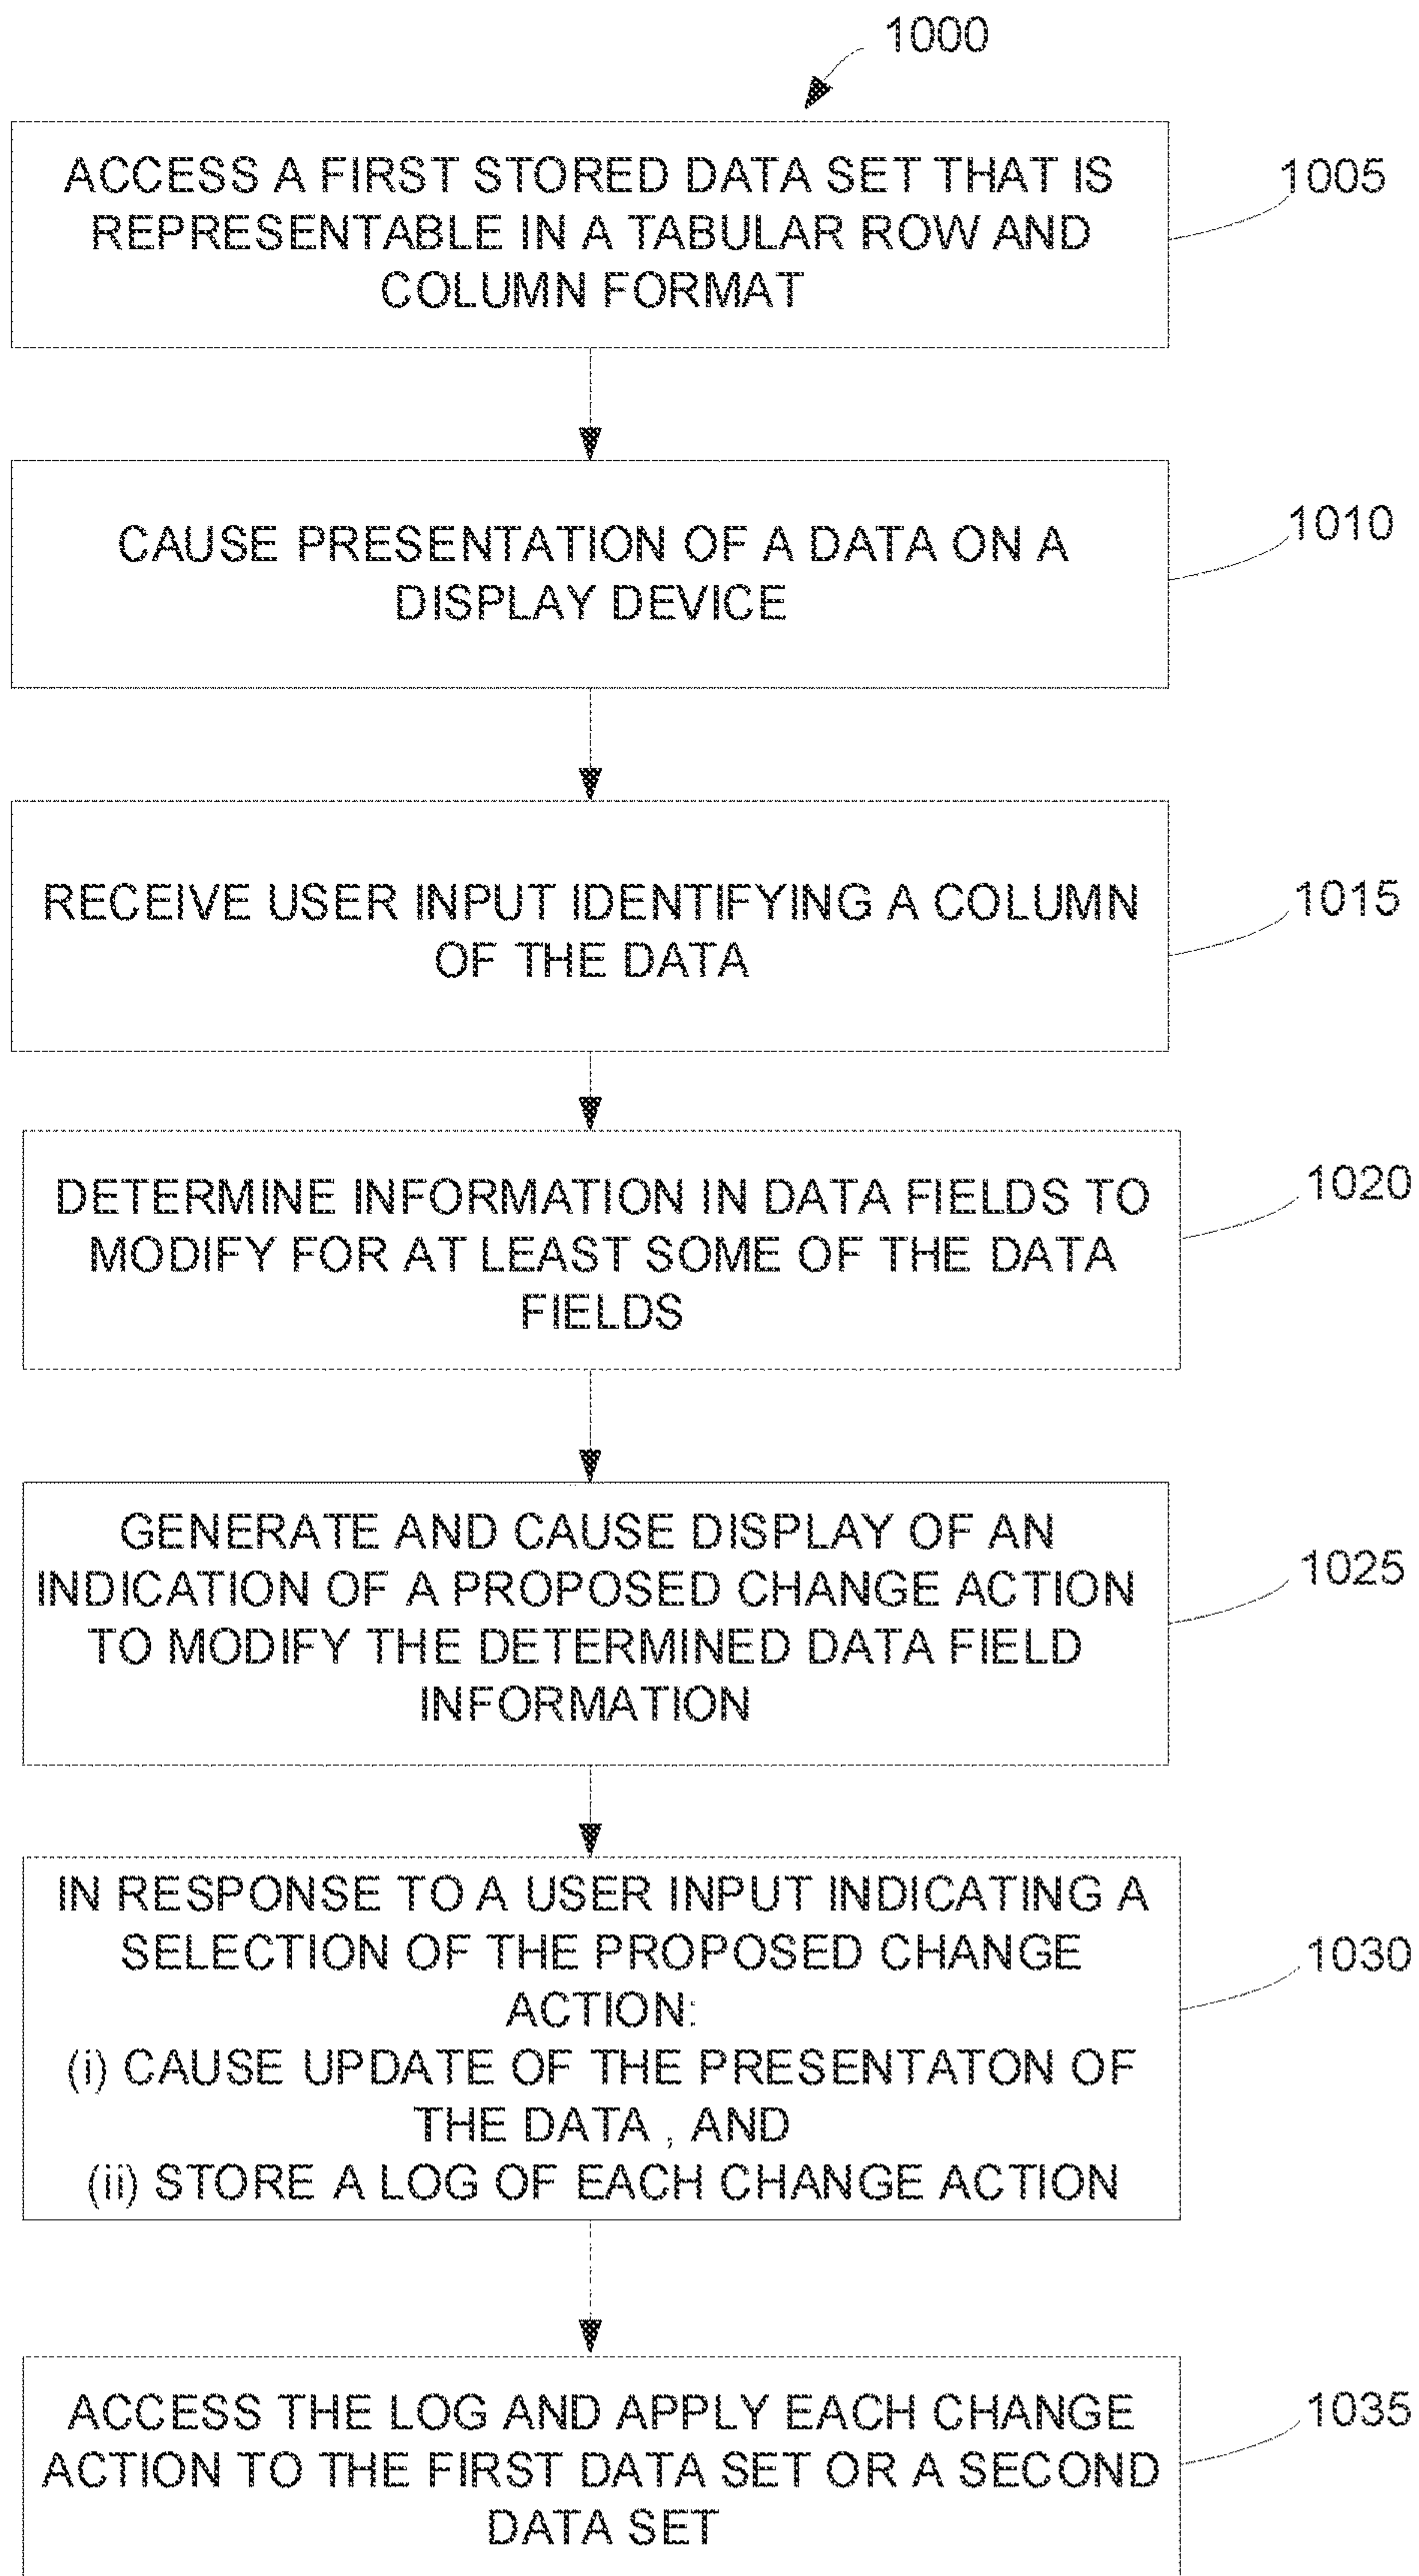 1000
ACCESS A FIRST STORED DATA SET THAT IS
REPRESENTABLE IN A TABULAR ROW AND
COLUMN FORMAT
1005
CAUSE PRESENTATION OF A DATA ON A
DISPLAY DEVICE
1010
RECEIVE USER INPUT IDENTIFYING A COLUMN
OF THE DATA
1015
DETERMINE INFORMATION IN DATA FIELDS TO
MODIFY FOR AT LEAST SOME OF THE DATA
FIELDS
1020
GENERATE AND CAUSE DISPLAY OF AN
INDICATION OF A PROPOSED CHANGE ACTION
TO MODIFY THE DETERMINED DATA FIELD
INFORMATION
1025
IN RESPONSE TO A USER INPUT INDICATING A
SELECTION OF THE PROPOSED CHANGE
ACTION:
(i) CAUSE UPDATE OF THE PRESENTATON OF
THE DATA , AND
(ii) STORE A LOG OF EACH CHANGE ACTION
1030
ACCESS THE LOG AND APPLY EACH CHANGE
ACTION TO THE FIRST DATA SET OR A SECOND
DATA SET
1035